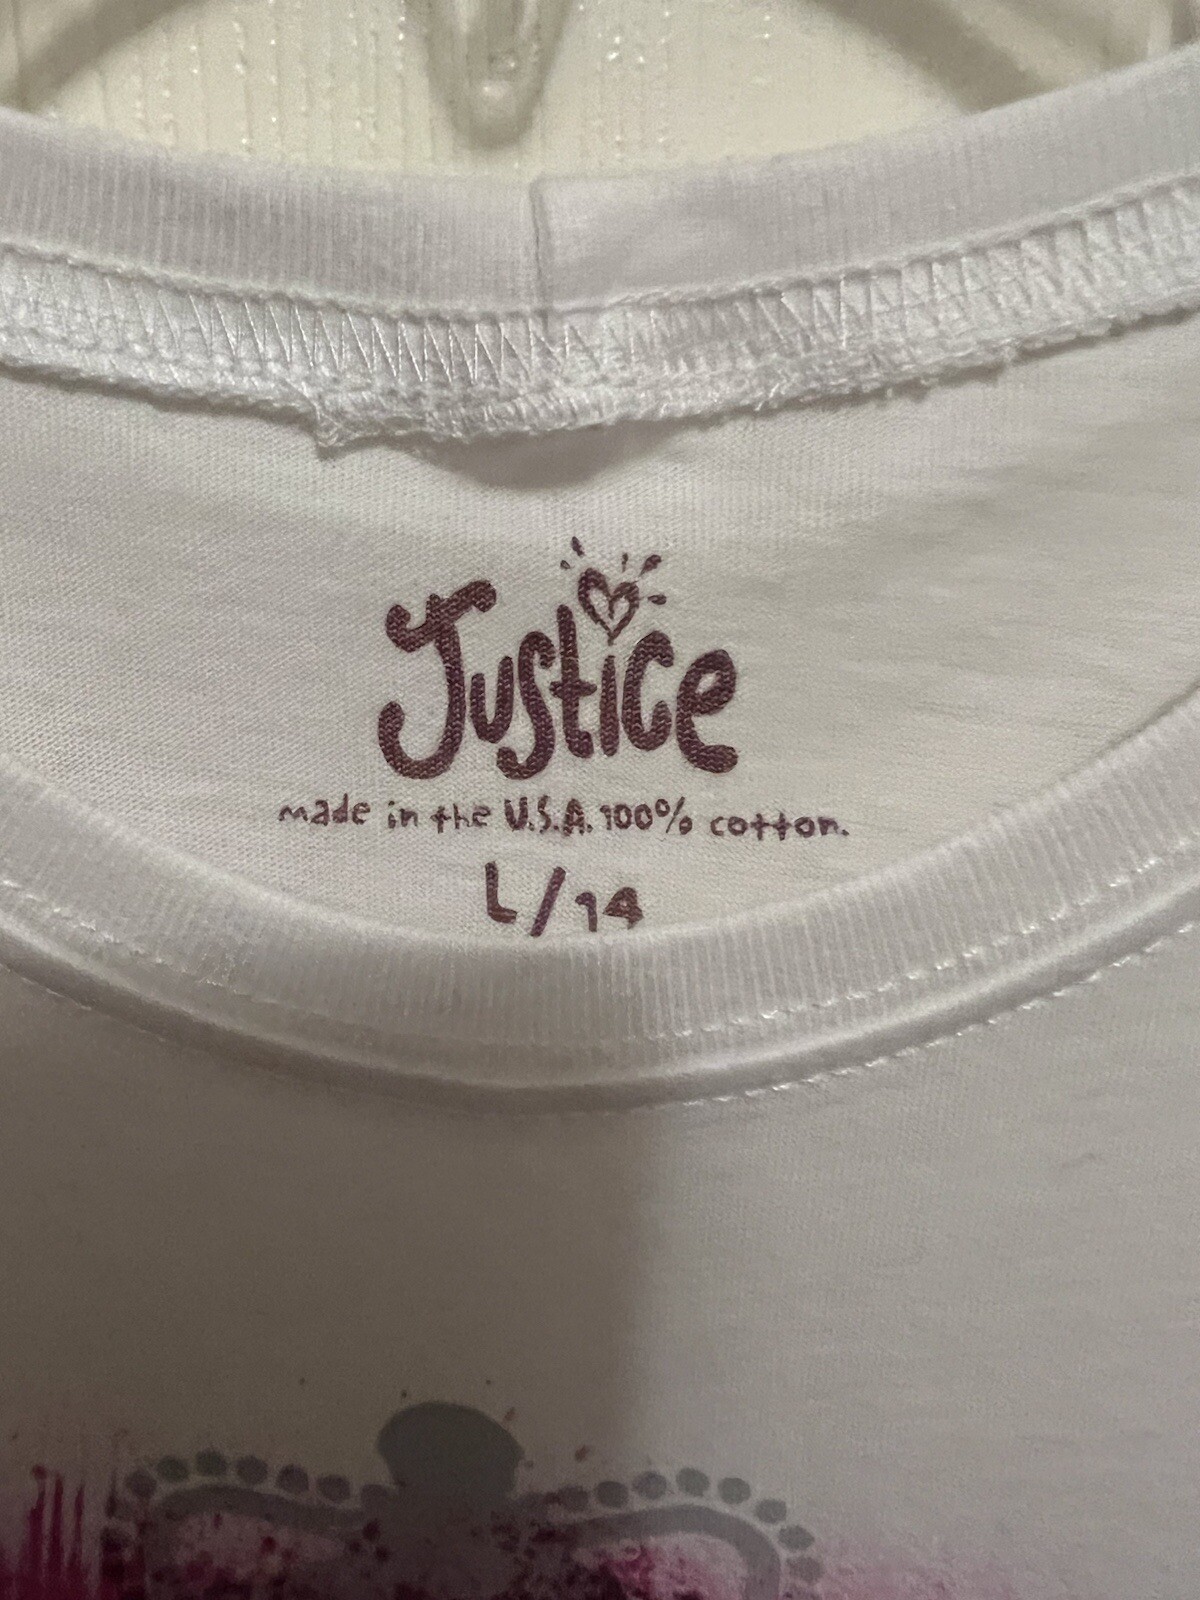 Justice
made in the U.S.A. 100% cotton.
L/14